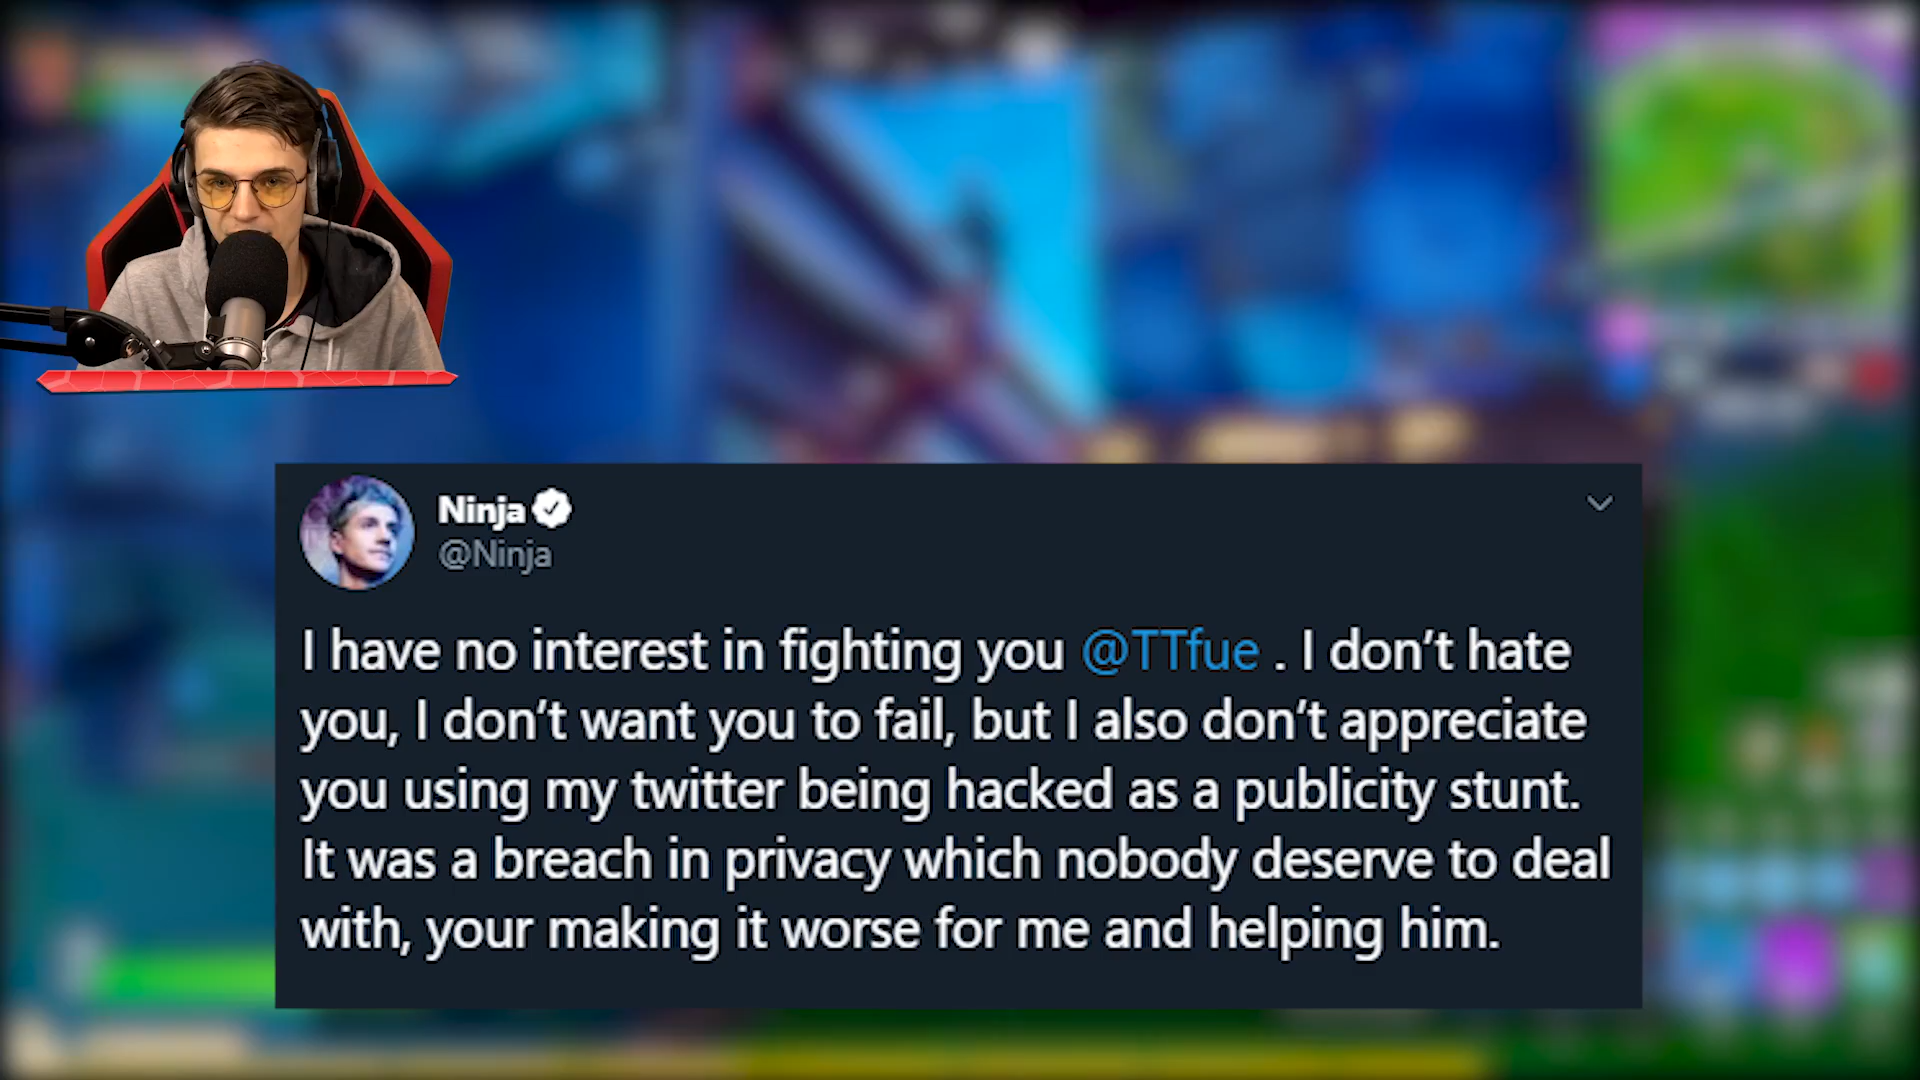 Ninja
@Ninja
I have no interest in fighting you @TTfue . I don’t hate
you, I don’t want you to fail, but I also don’t appreciate
you using my twitter being hacked as a publicity stunt.
It was a breach in privacy which nobody deserve to deal
with, your making it worse for me and helping him.